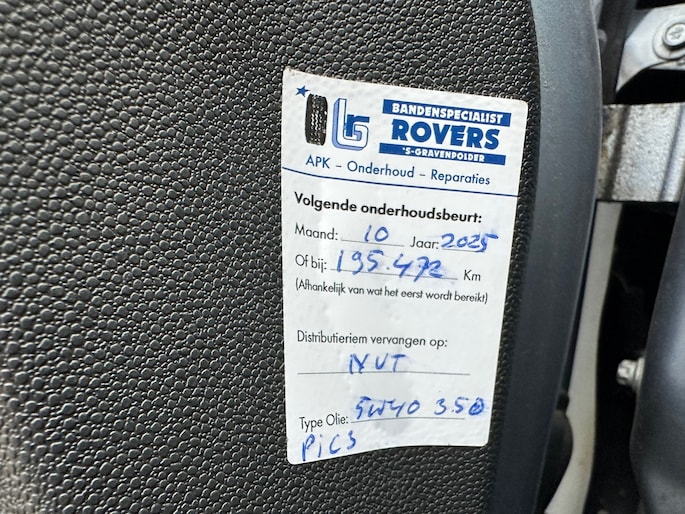 BANDENSPECIALIST
ROVERS
'S-GRAVENPOLDER
APK – Onderhoud – Reparaties
Volgende onderhoudsbeurt:
Maand: 10 Jaar: 2025
Of bij: 195.472 Km
(Afhankelijk van wat het eerst wordt bereikt)
Distributieriem vervangen op:
NVT
Type Olie: 5W40 3.50
PiC3